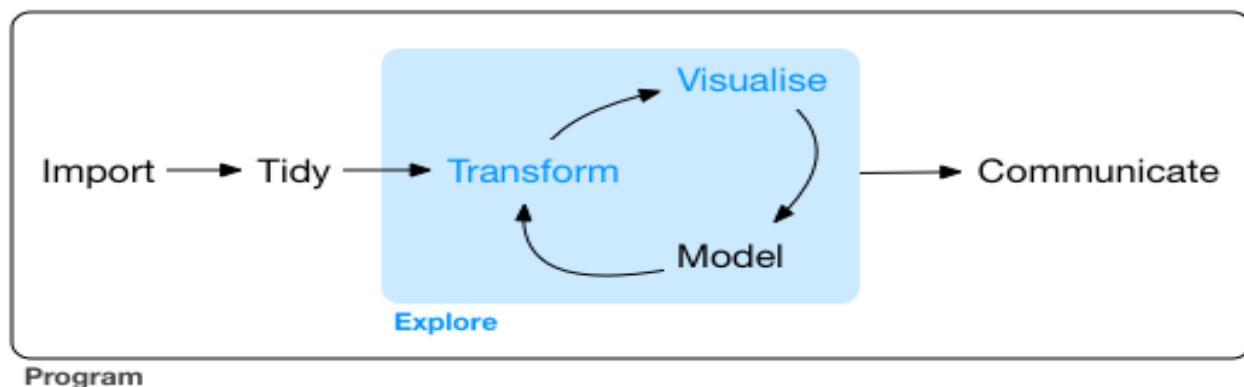 Visualise
Import
Tidy
Transform
Communicate
Model
Explore
Program